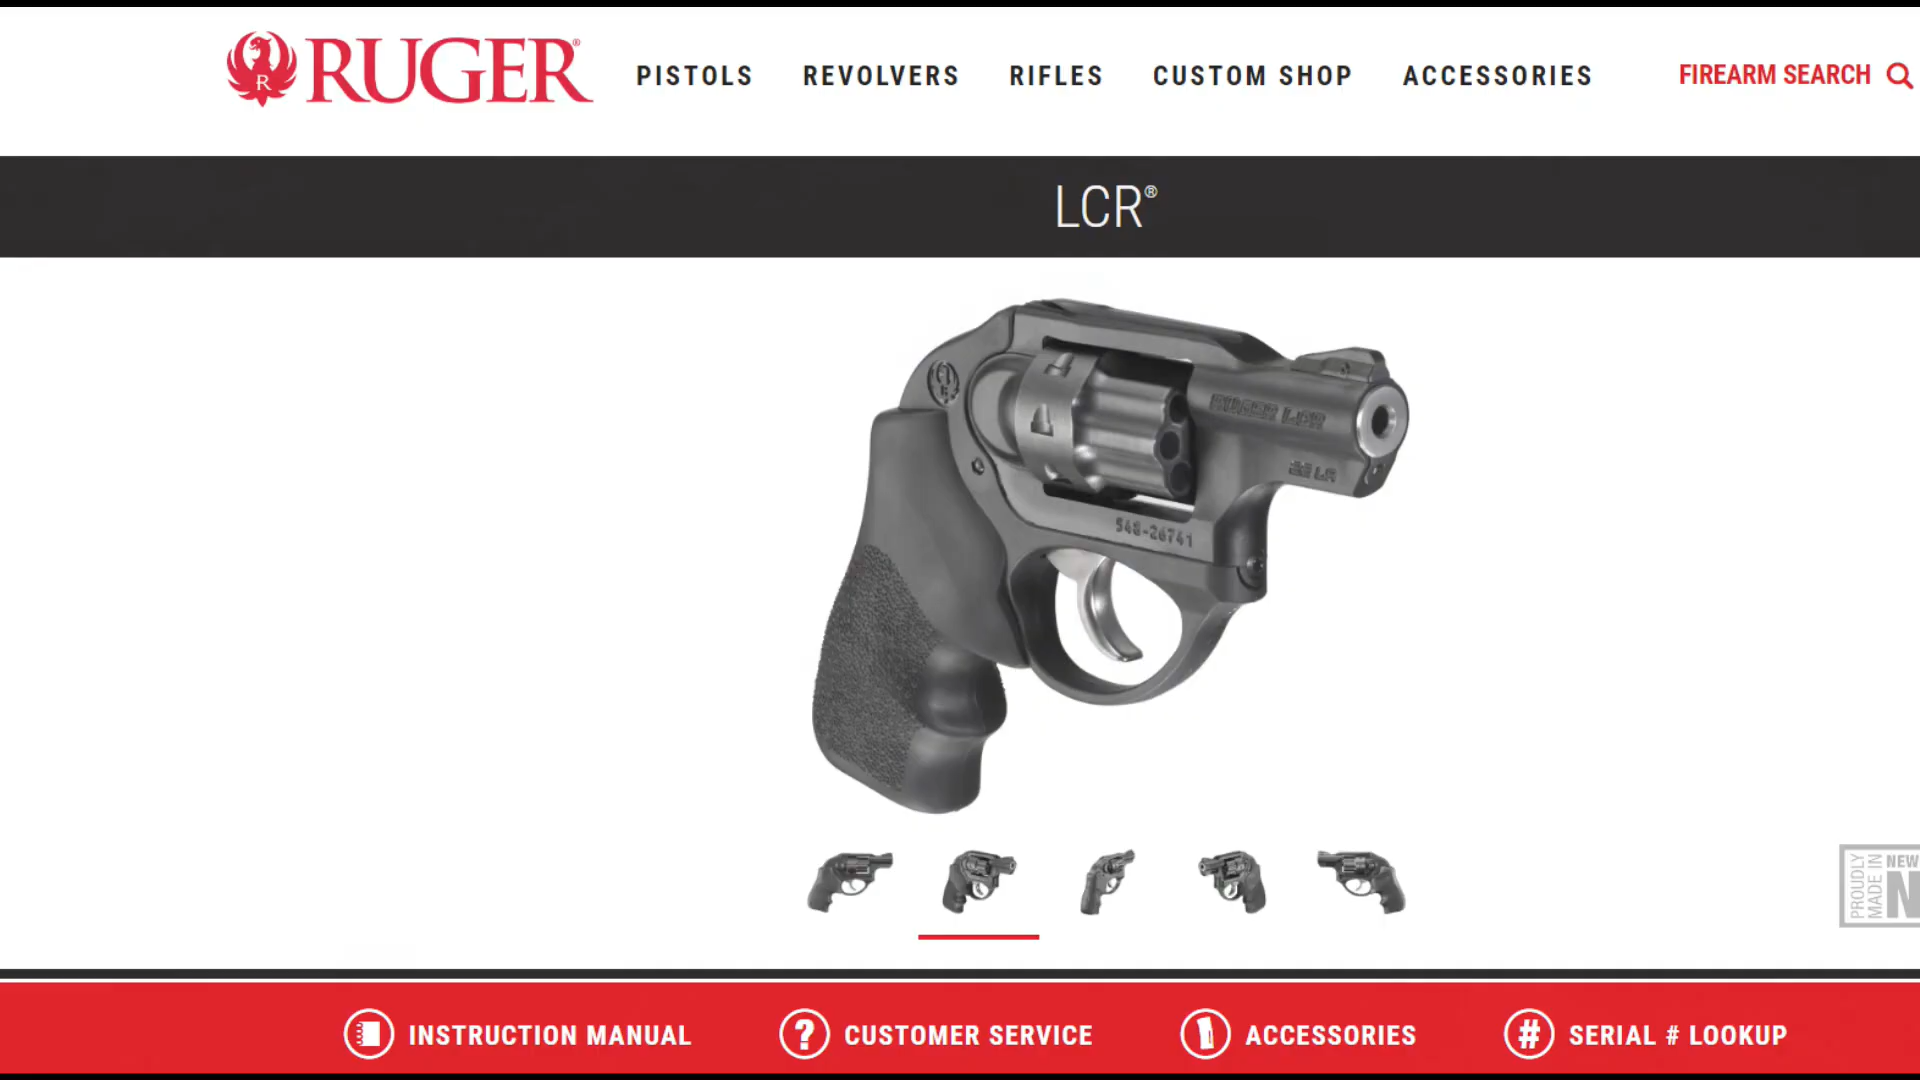 R RUGER®
PISTOLS REVOLVERS RIFLES CUSTOM SHOP ACCESSORIES FIREARM SEARCH
LCR®
RUGER LCR
22 LR
548-26741
PROUDLY
MADE IN
NEW
N
INSTRUCTION MANUAL
? CUSTOMER SERVICE
ACCESSORIES
# SERIAL # LOOKUP